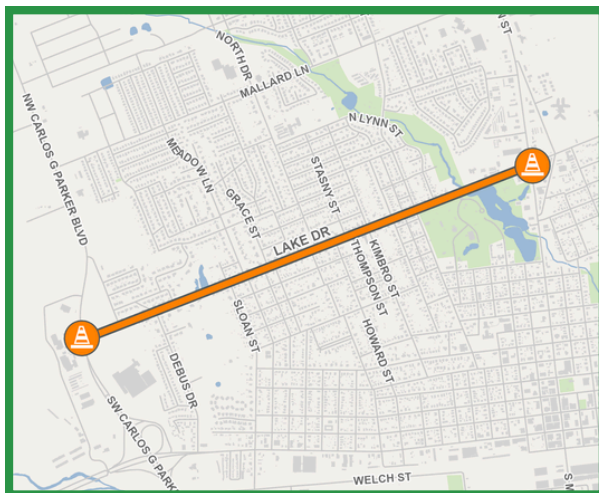 NORTH DR
MALLARD LN
N LYNN ST
NW CARLOS G PARKER BLVD
MEADOW LN
STASNY ST
GRACE ST
LAKE DR
KIMBRO ST
THOMPSON ST
SLOAN ST
HOWARD ST
DEBUS DR
SW CARLOS G PARK
WELCH ST
S M
N ST